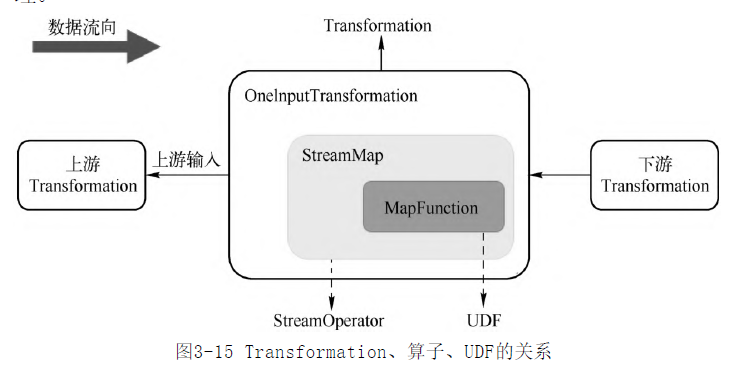 数据流向
Transformation
OneInputTransformation
上游
Transformation
上游输入
StreamMap
MapFunction
下游
Transformation
StreamOperator
UDF
图3-15 Transformation、算子、UDF的关系